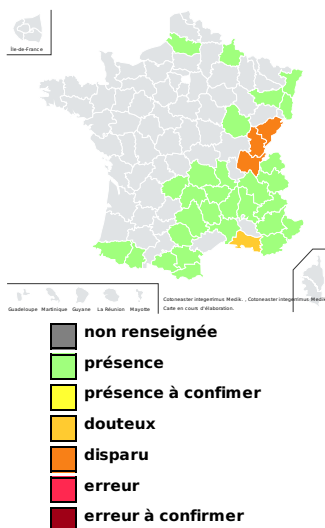 Île-de-France
Guadeloupe Martinique Guyane La Réunion Mayotte
Cotoneaster integerrimus Medik. , Cotoneaster integerrimus Medik
Carte en cours d'élaboration.
non renseignée
présence
présence à confimer
douteux
disparu
erreur
erreur à confirmer